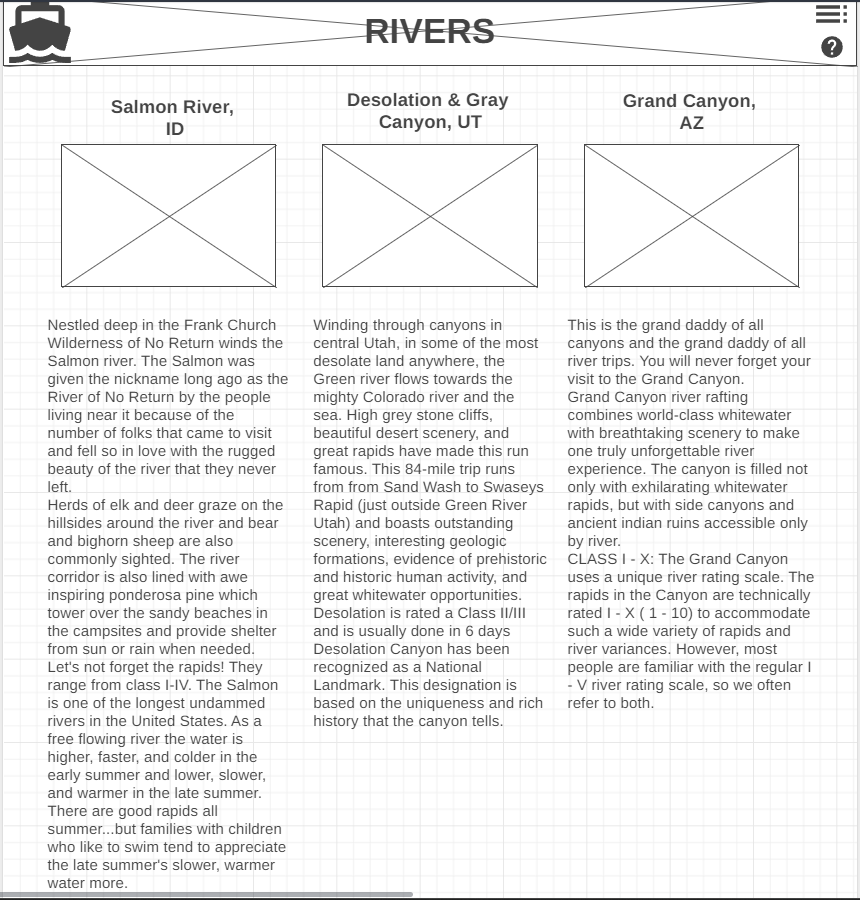 RIVERS
Salmon River,
ID
Nestled deep in the Frank Church
Wilderness of No Return winds the
Salmon river. The Salmon was
given the nickname long ago as the
River of No Return by the people
living near it because of the
number of folks that came to visit
and fell so in love with the rugged
beauty of the river that they never
left.
Herds of elk and deer graze on the
hillsides around the river and bear
and bighorn sheep are also
commonly sighted. The river
corridor is also lined with awe
inspiring ponderosa pine which
tower over the sandy beaches in
the campsites and provide shelter
from sun or rain when needed.
Let's not forget the rapids! They
range from class I-IV. The Salmon
is one of the longest undammed
rivers in the United States. As a
free flowing river the water is
higher, faster, and colder in the
early summer and lower, slower,
and warmer in the late summer.
There are good rapids all
summer...but families with children
who like to swim tend to appreciate
the late summer's slower, warmer
water more.
Desolation & Gray
Canyon, UT
Winding through canyons in
central Utah, in some of the most
desolate land anywhere, the
Green river flows towards the
mighty Colorado river and the
sea. High grey stone cliffs,
beautiful desert scenery, and
great rapids have made this run
famous. This 84-mile trip runs
from from Sand Wash to Swaseys
Rapid (just outside Green River
Utah) and boasts outstanding
scenery, interesting geologic
formations, evidence of prehistoric
and historic human activity, and
great whitewater opportunities.
Desolation is rated a Class II/III
and is usually done in 6 days
Desolation Canyon has been
recognized as a National
Landmark. This designation is
based on the uniqueness and rich
history that the canyon tells.
Grand Canyon,
AZ
This is the grand daddy of all
canyons and the grand daddy of all
river trips. You will never forget your
visit to the Grand Canyon.
Grand Canyon river rafting
combines world-class whitewater
with breathtaking scenery to make
one truly unforgettable river
experience. The canyon is filled not
only with exhilarating whitewater
rapids, but with side canyons and
ancient indian ruins accessible only
by river.
CLASS I - X: The Grand Canyon
uses a unique river rating scale. The
rapids in the Canyon are technically
rated I - X ( 1 - 10) to accommodate
such a wide variety of rapids and
river variances. However, most
people are familiar with the regular I
- V river rating scale, so we often
refer to both.